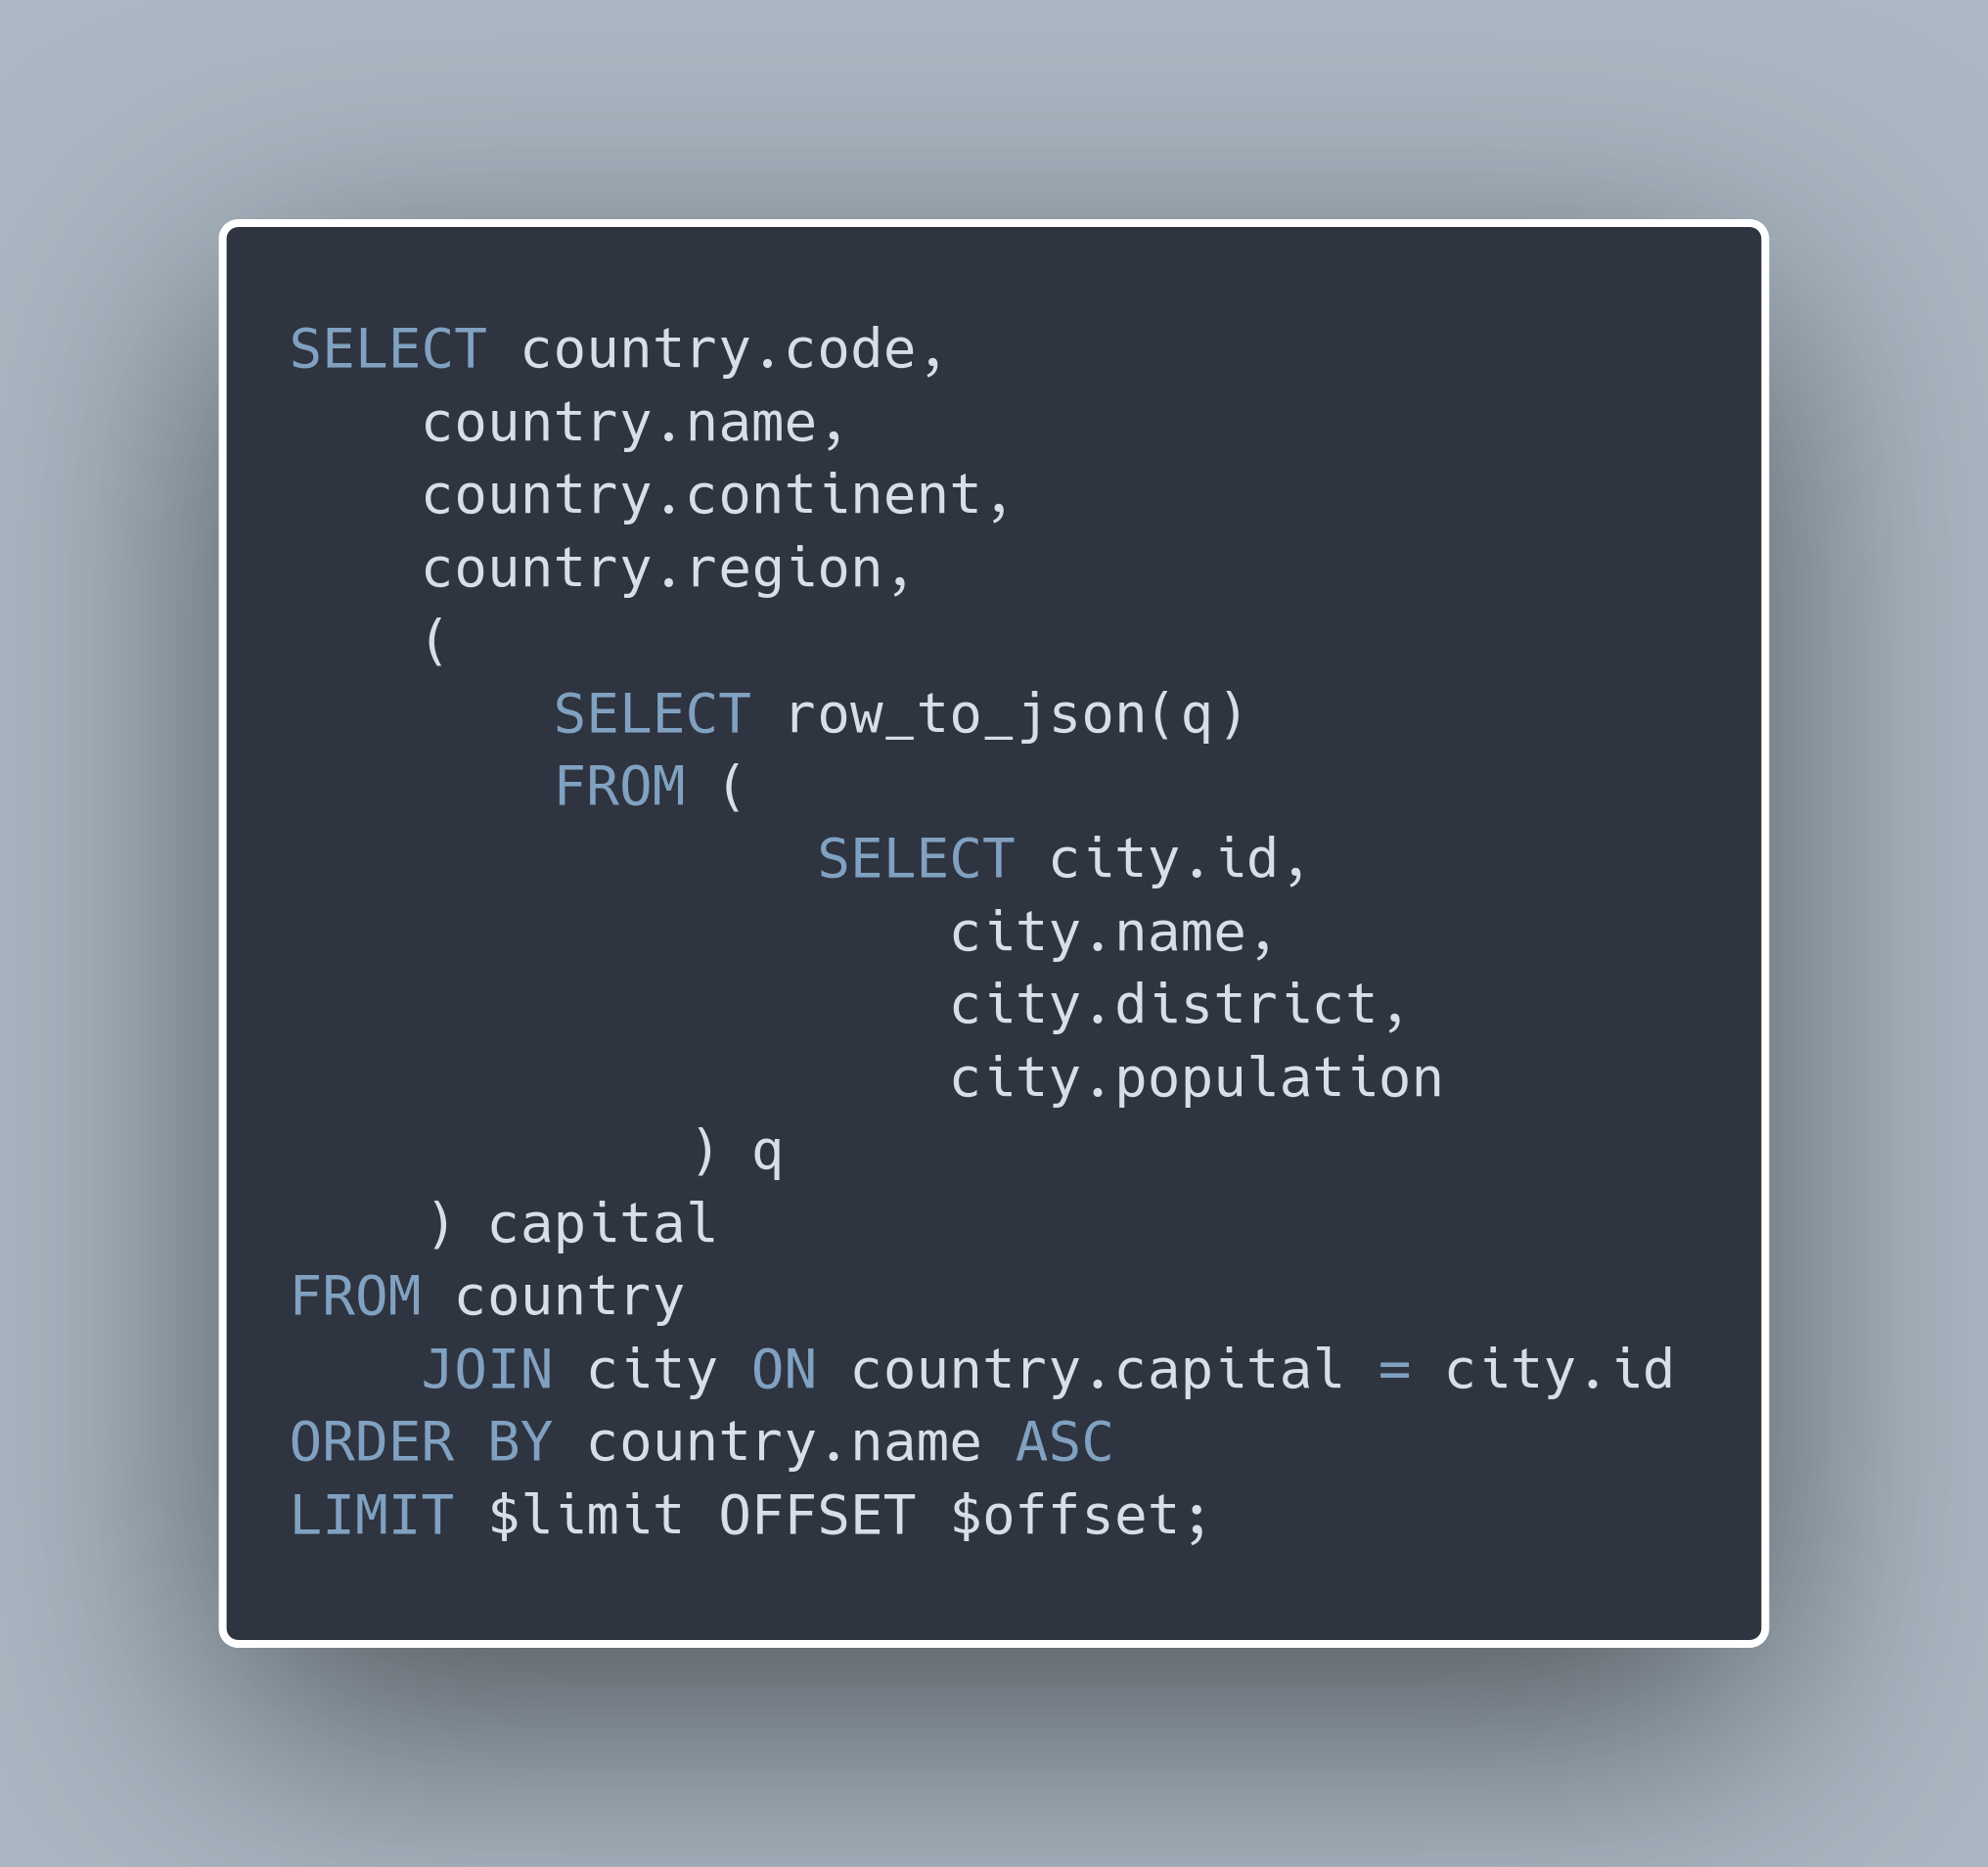 SELECT country.code,
    country.name,
    country.continent,
    country.region,
    (
        SELECT row_to_json(q)
        FROM (
                SELECT city.id,
                    city.name,
                    city.district,
                    city.population
            ) q
    ) capital
FROM country
    JOIN city ON country.capital = city.id
ORDER BY country.name ASC
LIMIT $limit OFFSET $offset;